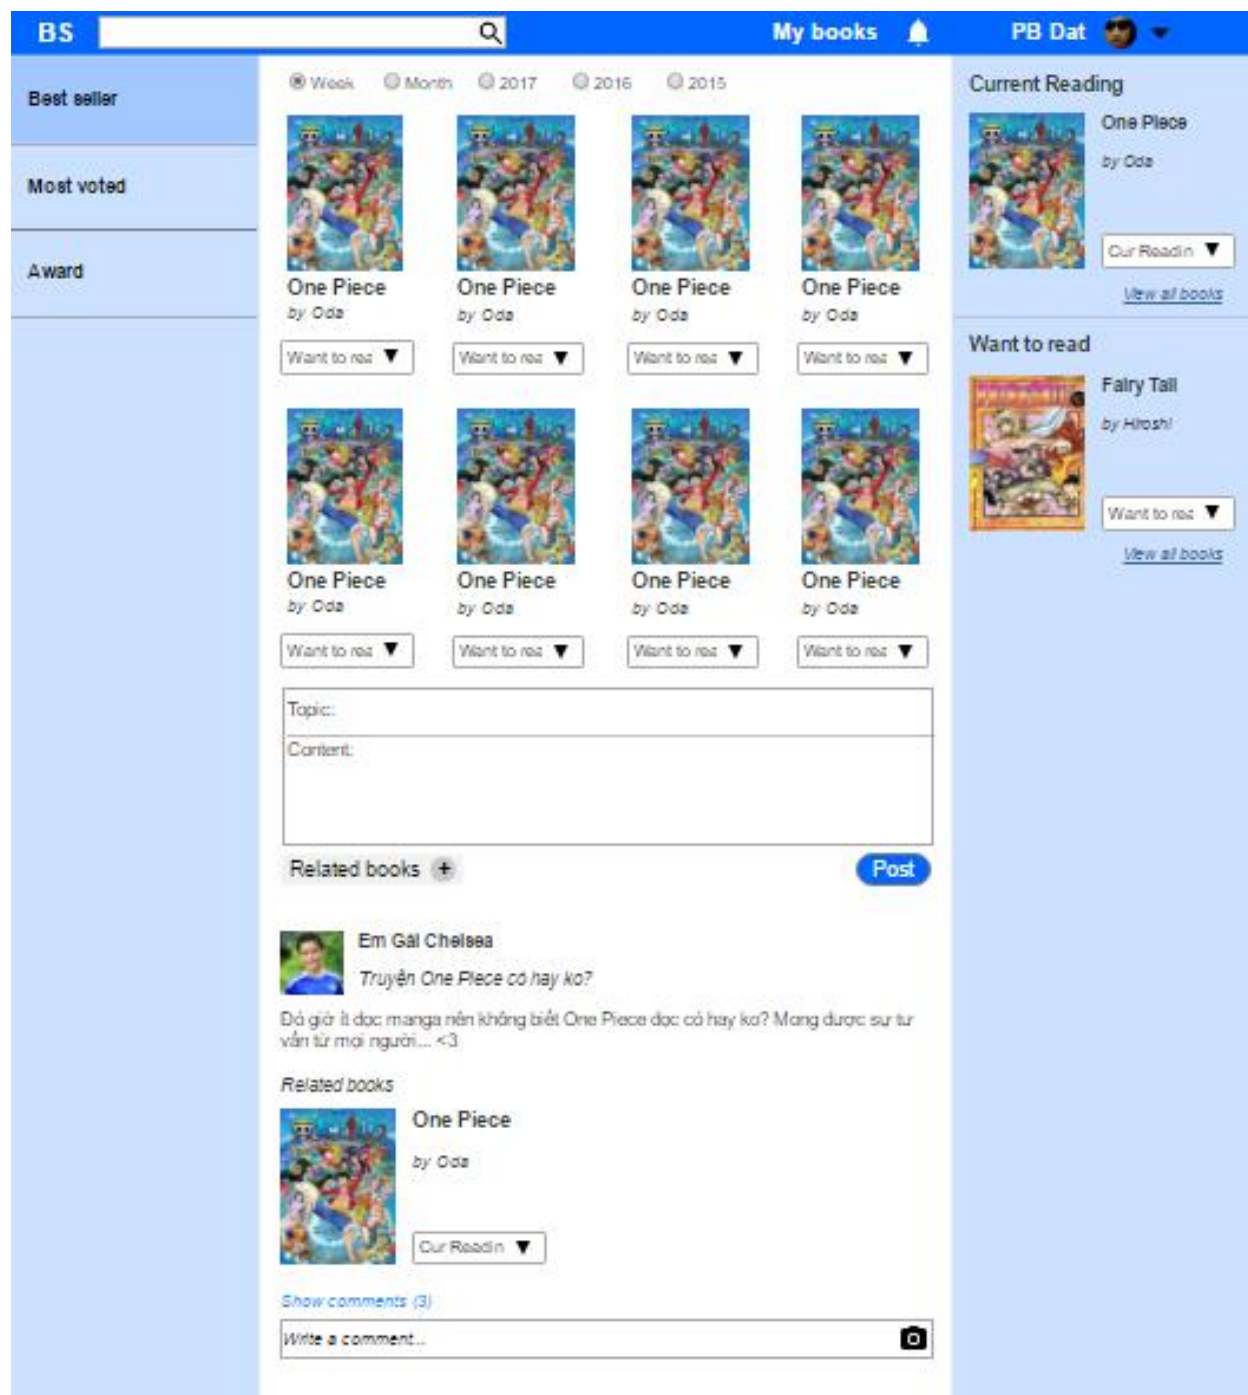 BS My books PB Dat
Best seller
Most voted
Award
Week Month 2017 2016 2015
One Piece One Piece One Piece One Piece
by Oda by Oda by Oda by Oda
Want to rea Want to rea Want to rea Want to rea
One Piece One Piece One Piece One Piece
by Oda by Oda by Oda by Oda
Want to rea Want to rea Want to rea Want to rea
Topic:
Content:
Related books + Post
Em Gái Chelsea
Truyện One Piece có hay ko?
Đó giờ ít đọc manga nên không biết One Piece đọc có hay ko? Mong được sự tư
vấn từ mọi người... <3
Related books
One Piece
by Oda
Cur Readin
Show comments (3)
Write a comment...
Current Reading
One Piece
by Oda
Cur Readin
View all books
Want to read
Fairy Tail
by Hiroshi
Want to rea
View all books